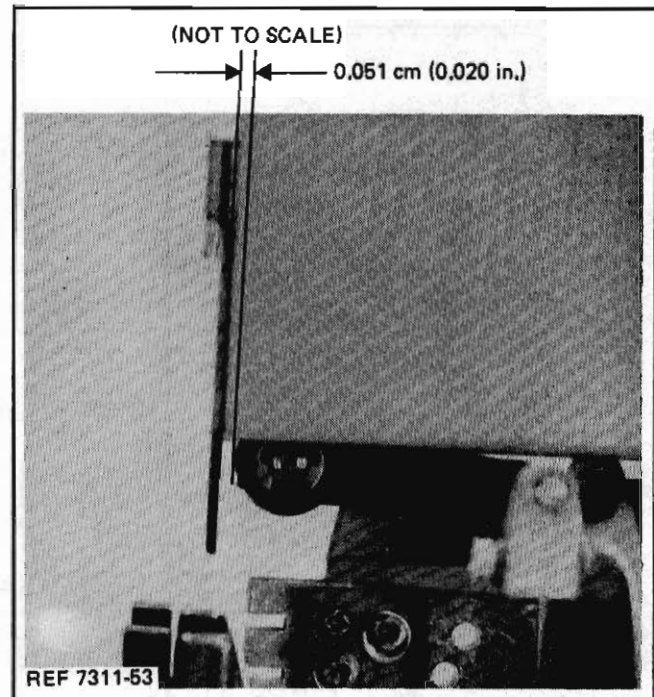 (NOT TO SCALE)
0.051 cm (0.020 in.)
REF 7311-53